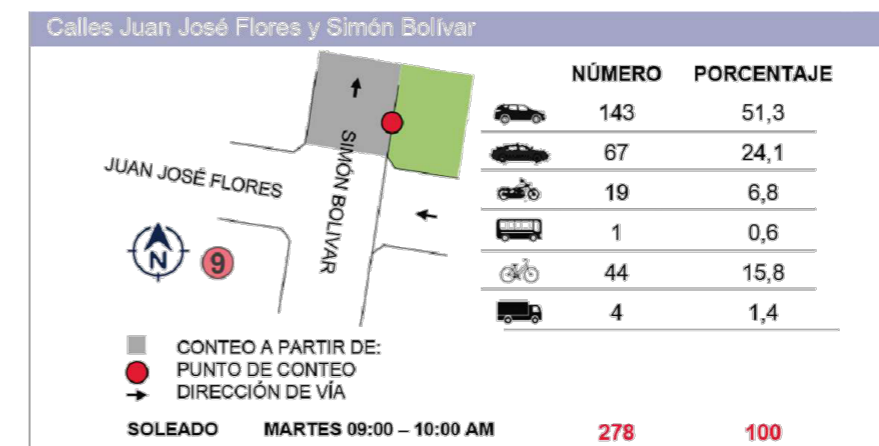 Calles Juan José Flores y Simón Bolívar
NÚMERO PORCENTAJE
143 51,3
67 24,1
19 6,8
1 0,6
44 15,8
4 1,4
JUAN JOSÉ FLORES
SIMÓN BOLIVAR
N
9
CONTEO A PARTIR DE:
PUNTO DE CONTEO
DIRECCIÓN DE VÍA
SOLEADO MARTES 09:00 – 10:00 AM 278 100